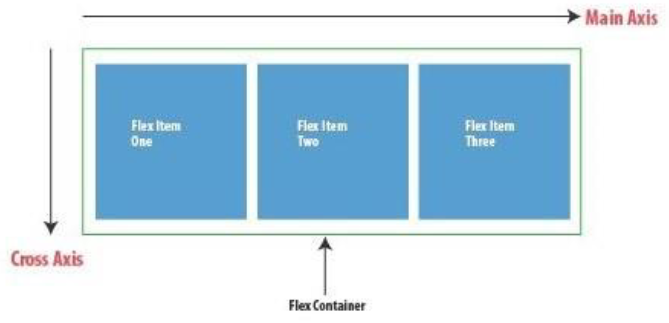 Main Axis
Flex Item
One
Flex Item
Two
Flex Item
Three
Cross Axis
Flex Container